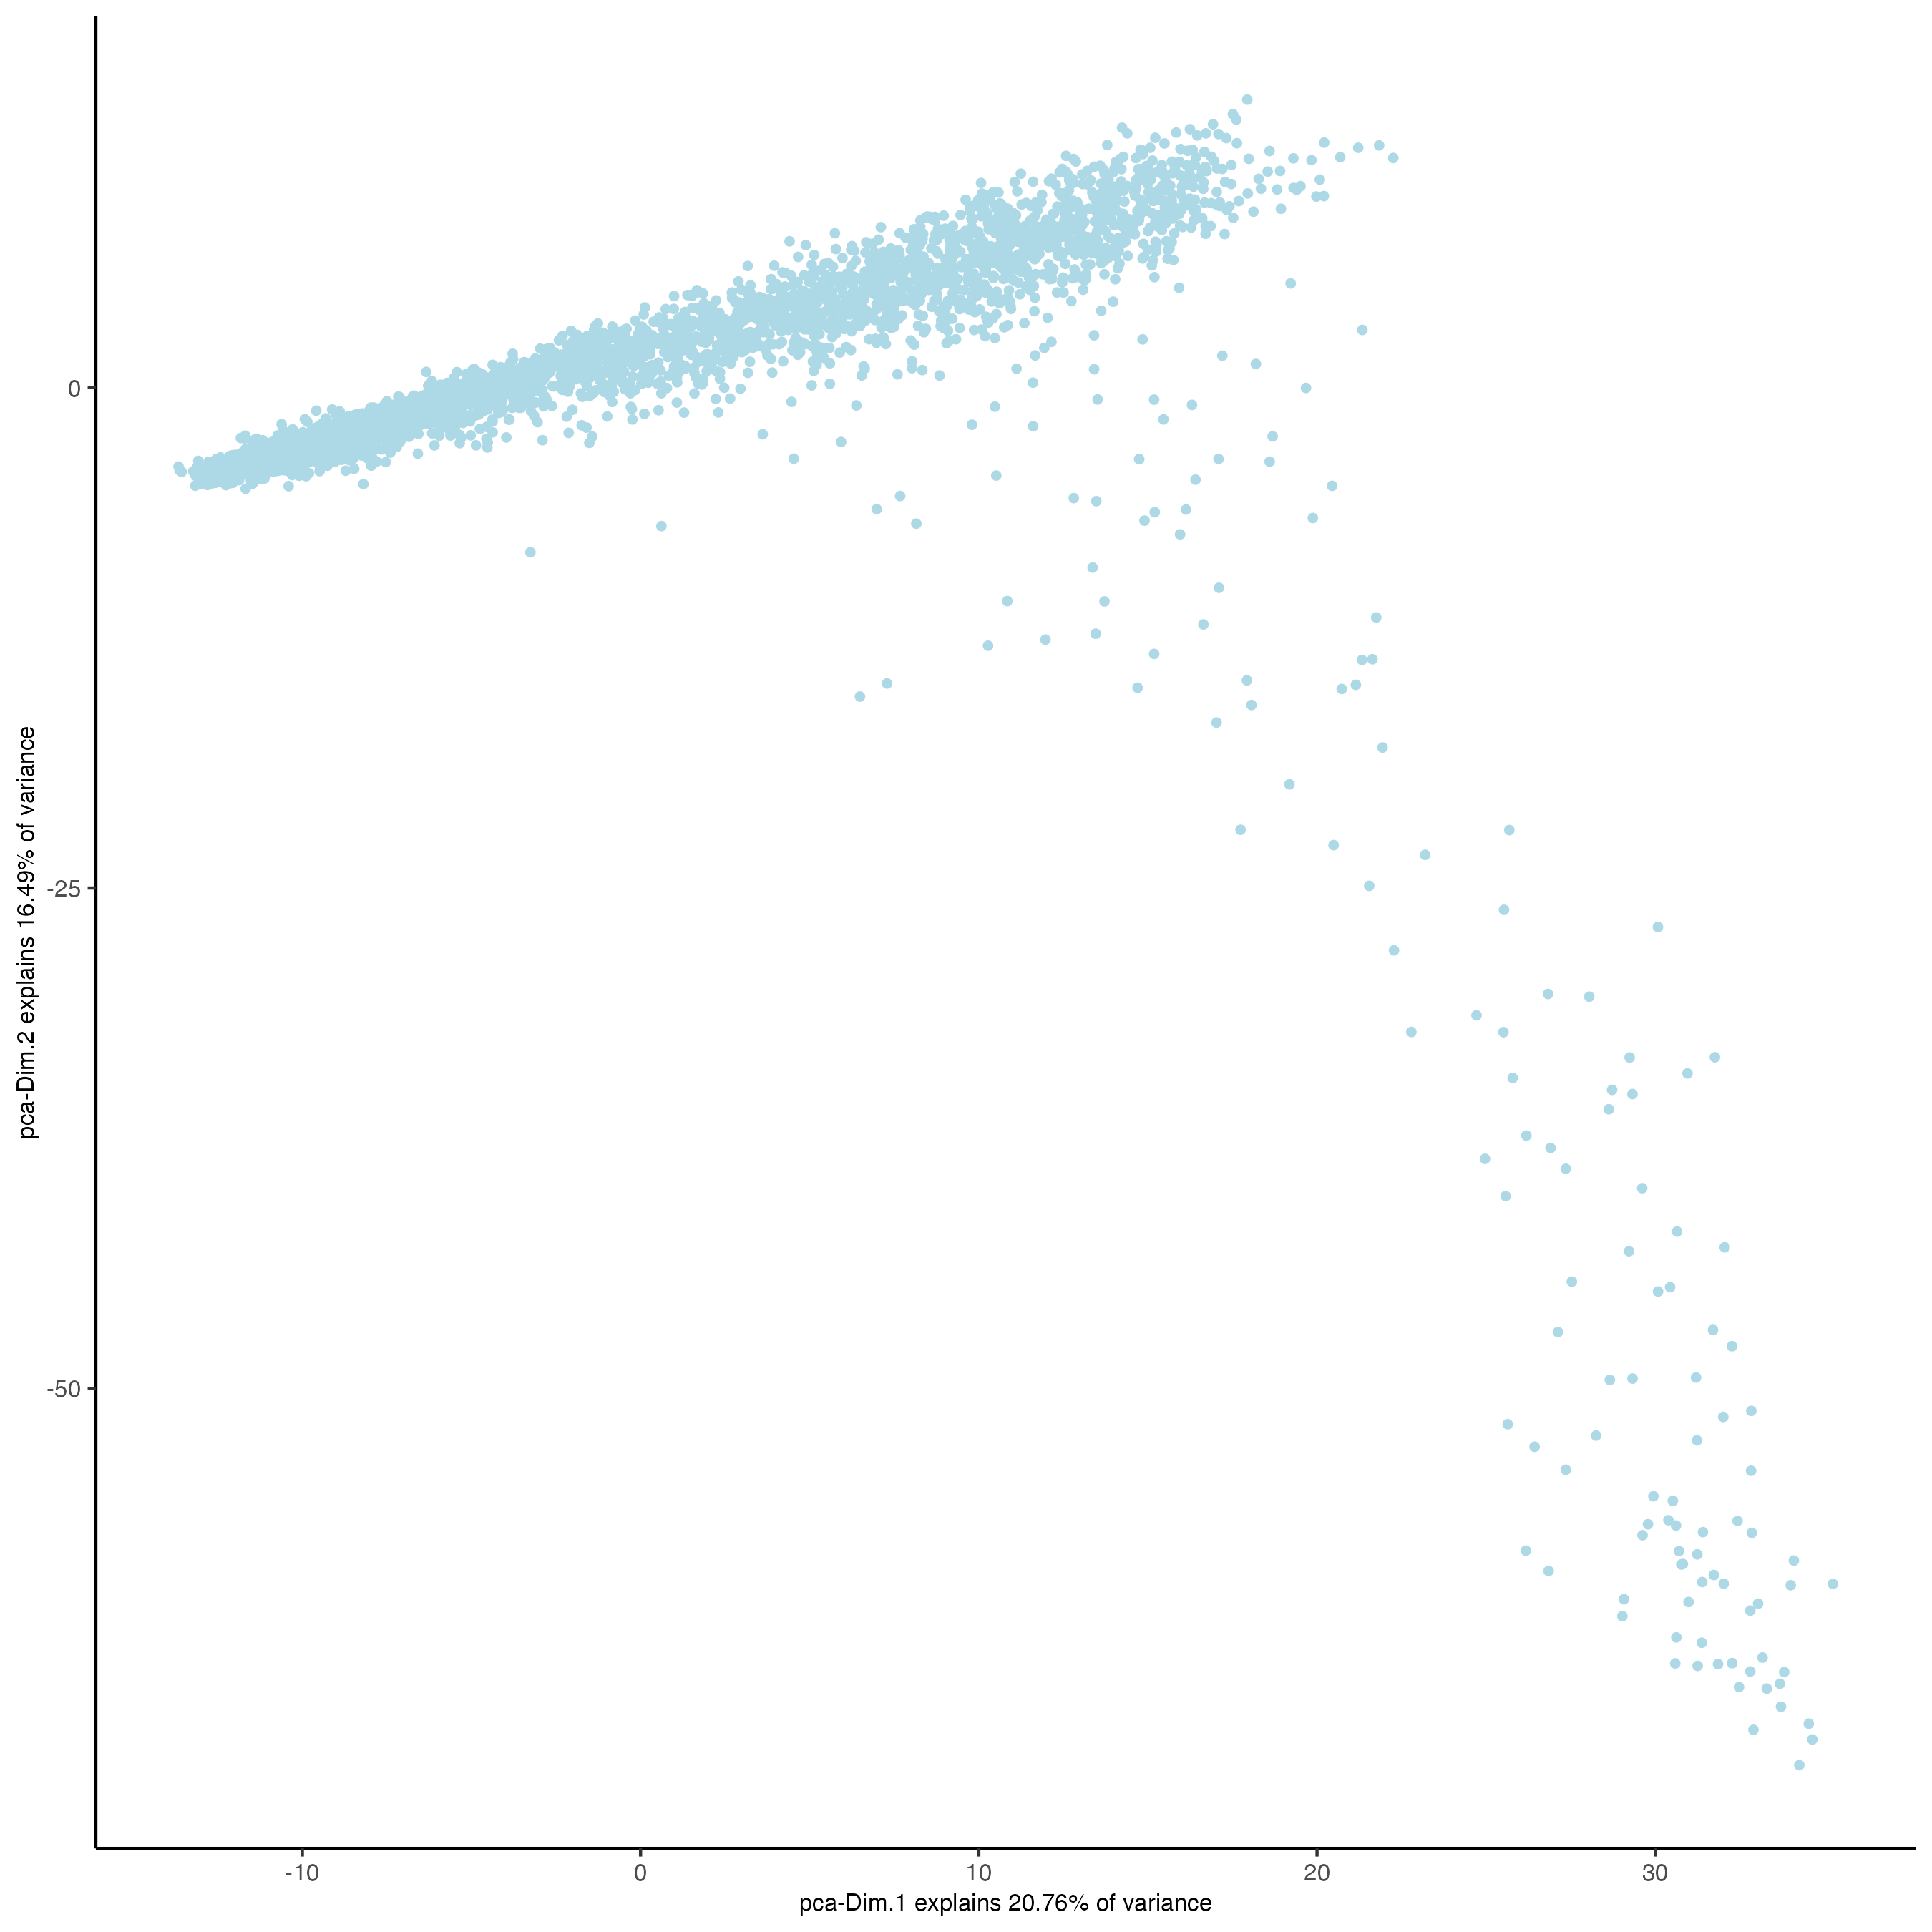 0
-25
-50
pca-Dim.2 explains 16.49% of variance
-10 0 10 20 30
pca-Dim.1 explains 20.76% of variance